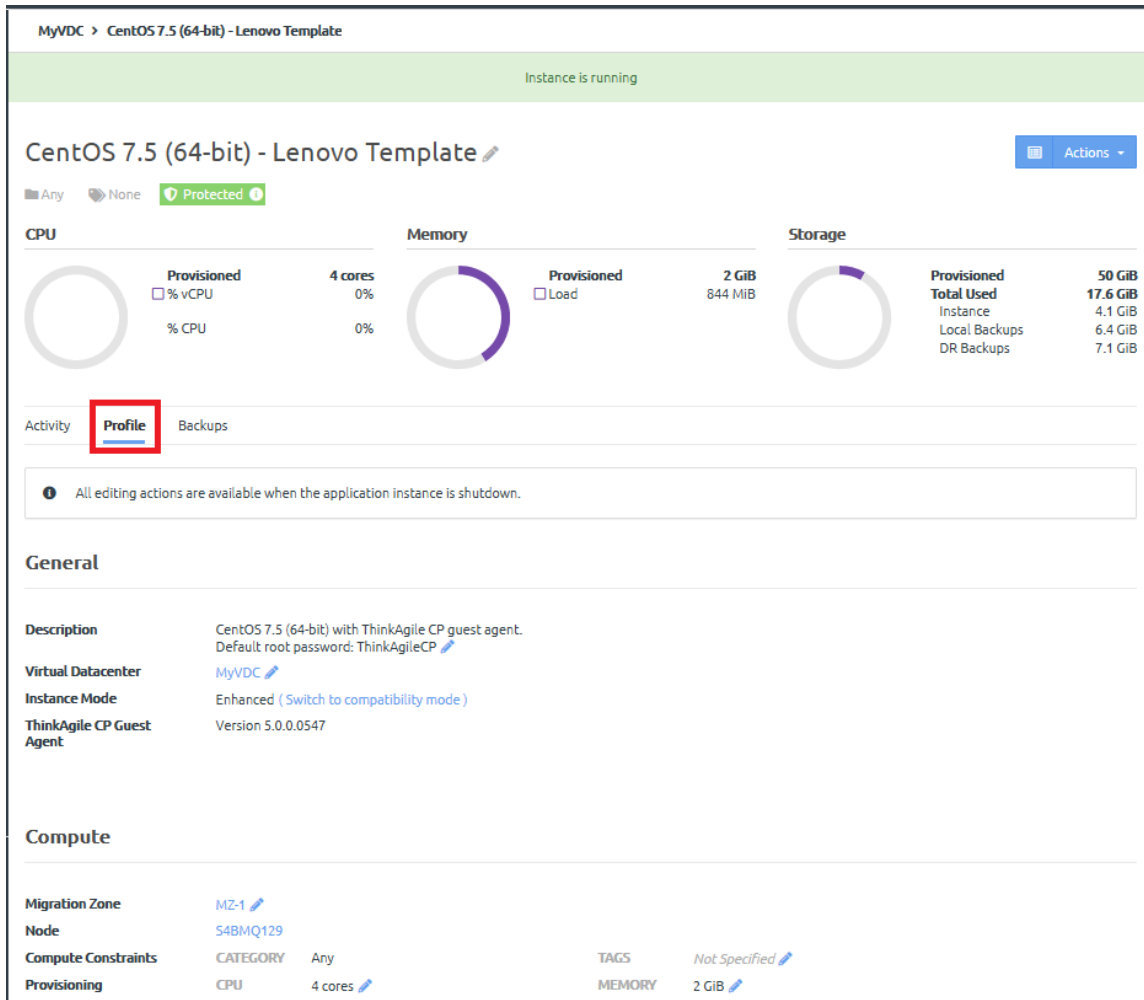 MyVDC > CentOS 7.5 (64-bit) - Lenovo Template
Instance is running
CentOS 7.5 (64-bit) - Lenovo Template
Actions
Any None Protected
CPU
Provisioned 4 cores
% vCPU 0%
% CPU 0%
Memory
Provisioned 2 GiB
Load 844 MiB
Storage
Provisioned 50 GiB
Total Used 17.6 GiB
Instance 4.1 GiB
Local Backups 6.4 GiB
DR Backups 7.1 GiB
Activity Profile Backups
All editing actions are available when the application instance is shutdown.
General
Description CentOS 7.5 (64-bit) with ThinkAgile CP guest agent.
Default root password: ThinkAgileCP
Virtual Datacenter MyVDC
Instance Mode Enhanced ( Switch to compatibility mode )
ThinkAgile CP Guest Version 5.0.0.0547
Agent
Compute
Migration Zone MZ-1
Node S4BMQ129
Compute Constraints CATEGORY Any TAGS Not Specified
Provisioning CPU 4 cores MEMORY 2 GiB